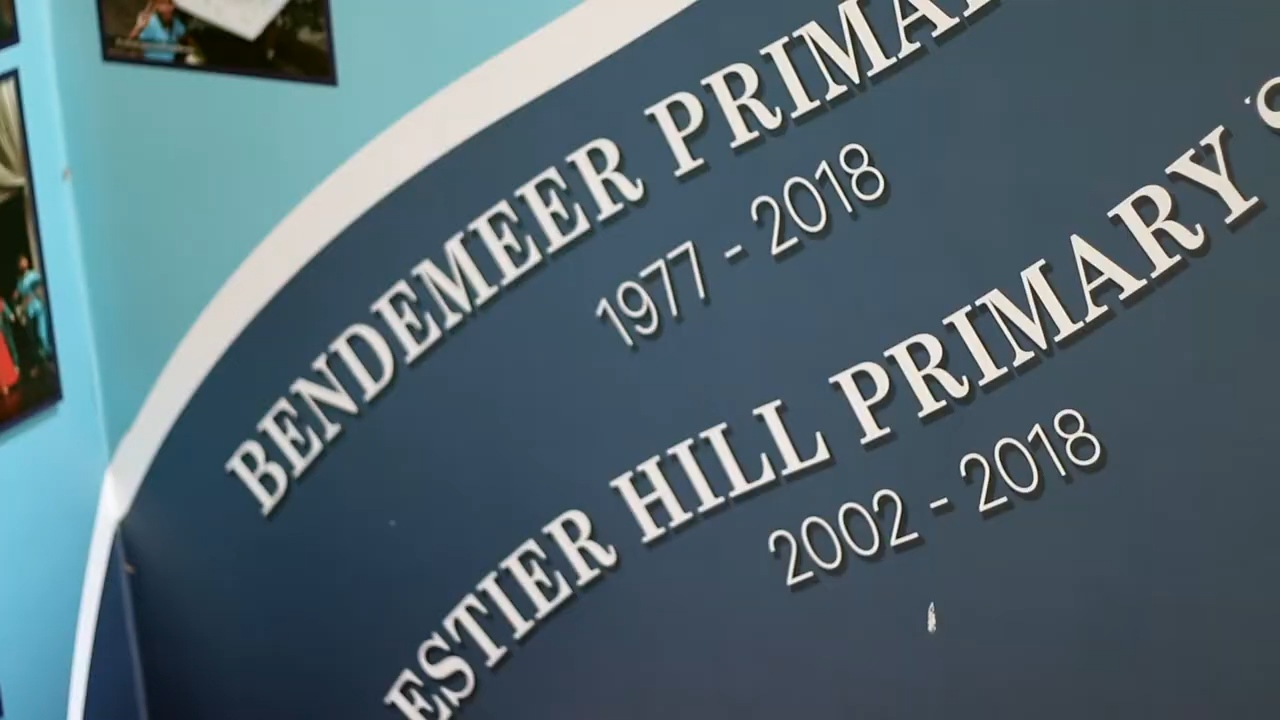 BENDEMEER PRIMA
1977 - 2018
ESTIER HILL PRIMARY S
2002 - 2018